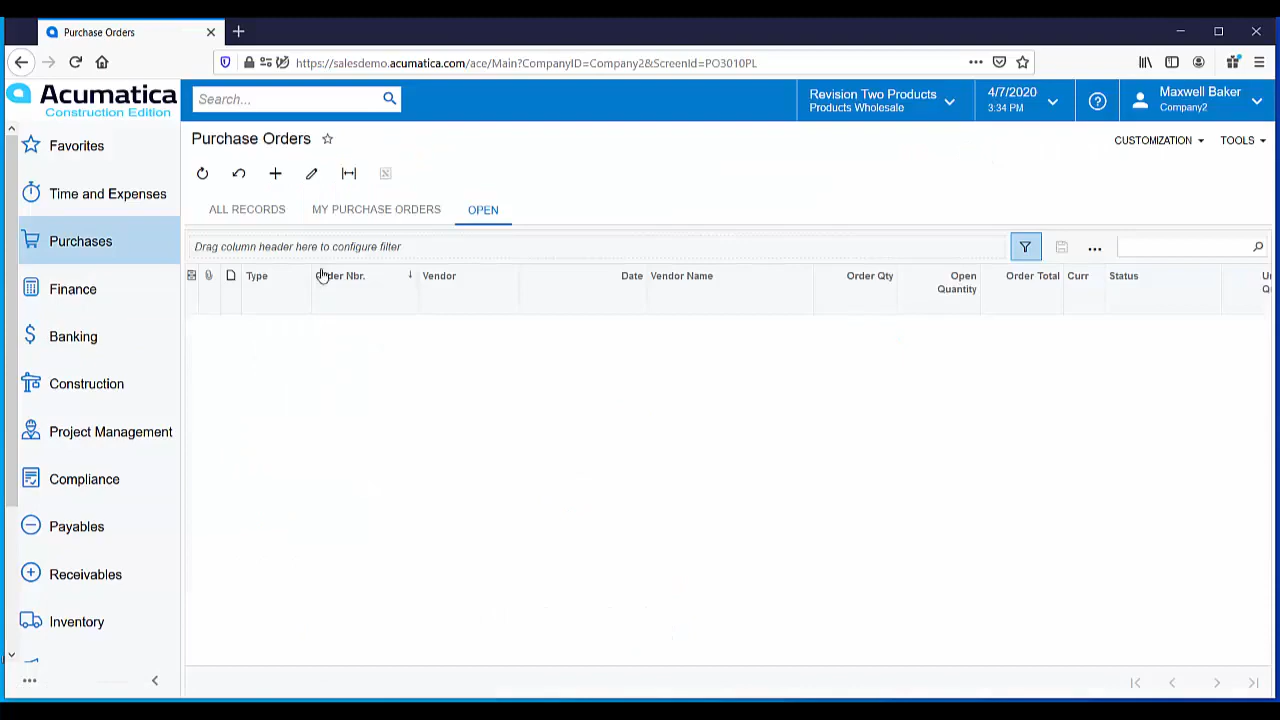 Purchase Orders
https://salesdemo.acumatica.com/ace/Main?CompanyID=Company2&ScreenId=PO3010PL
Acumatica
Construction Edition
Search...
Revision Two Products
Products Wholesale
4/7/2020
3:34 PM
Maxwell Baker
Company2
Favorites
Time and Expenses
Purchases
Finance
Banking
Construction
Project Management
Compliance
Payables
Receivables
Inventory
Purchase Orders
CUSTOMIZATION
TOOLS
ALL RECORDS
MY PURCHASE ORDERS
OPEN
Drag column header here to configure filter
Type
Order Nbr.
Vendor
Date
Vendor Name
Order Qty
Open
Quantity
Order Total
Curr
Status